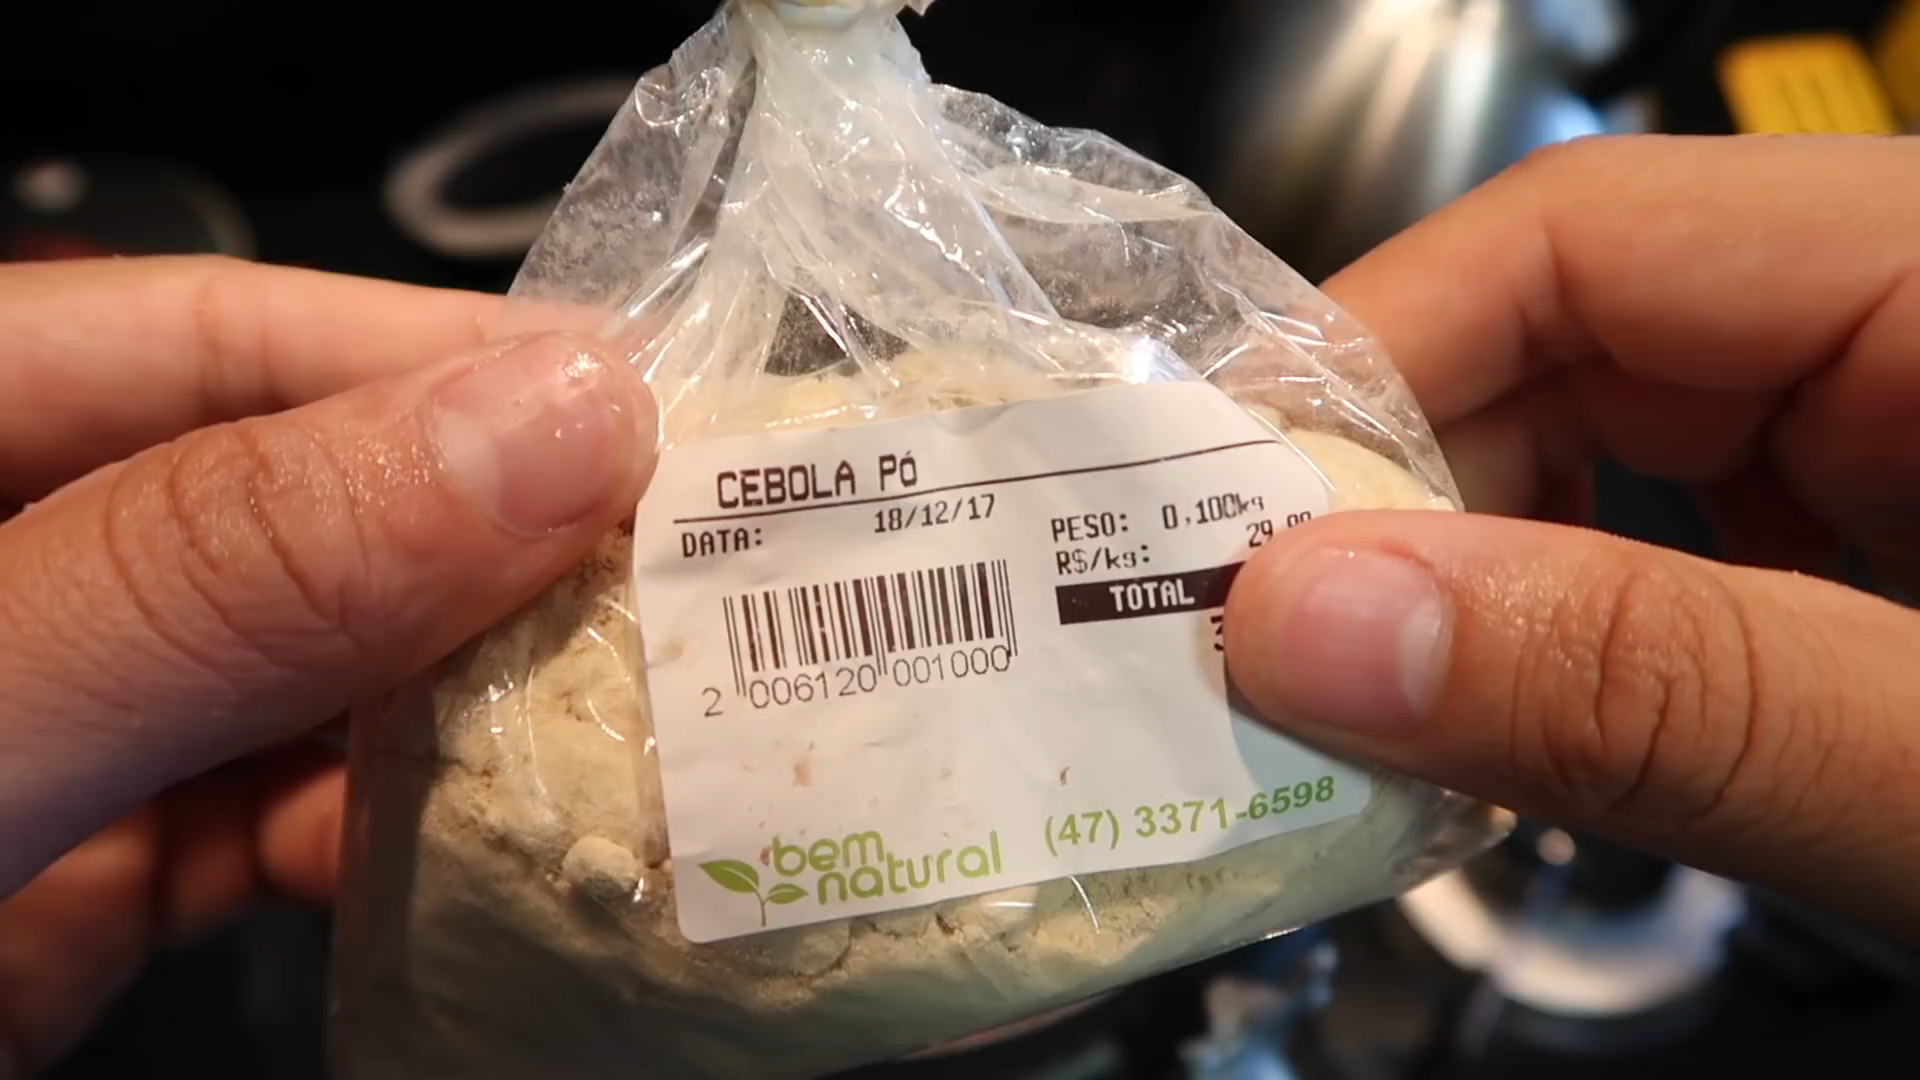 CEBOLA PÓ
DATA: 18/12/17
PESO: 0,100kg
R$/kg: 29
TOTAL
2 006120 001000
bem natural
(47) 3371-6598